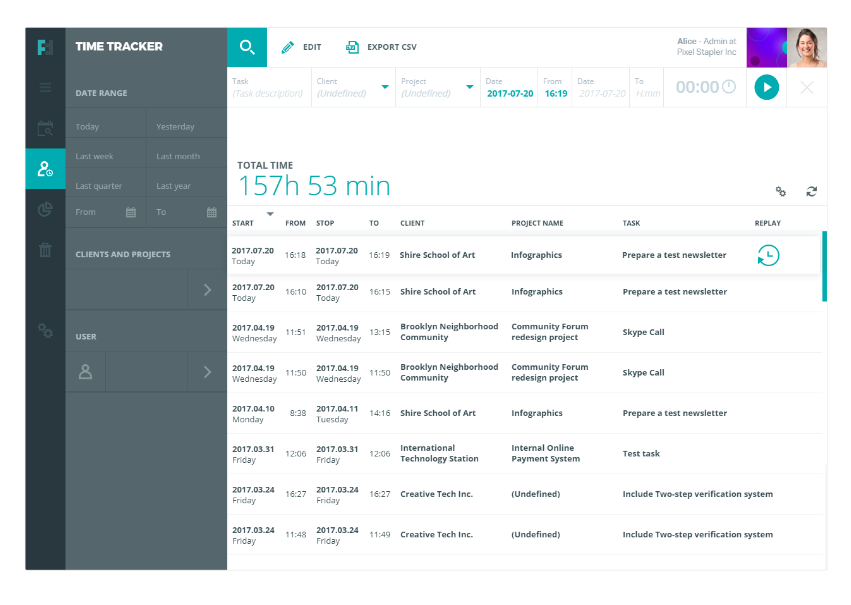 TIME TRACKER
EDIT
EXPORT CSV
Alice - Admin at
Pixel Stapler Inc
DATE RANGE
Today
Yesterday
Last week
Last month
Last quarter
Last year
From
To
CLIENTS AND PROJECTS
USER
Task
(Task description)
Client
(Undefined)
Project
(Undefined)
Date
2017-07-20
From
16:19
Date
2017-07-20
To
H:mm
00:00
TOTAL TIME
157h 53 min
START FROM STOP TO CLIENT PROJECT NAME TASK REPLAY
2017.07.20 2017.07.20
Today 16:18 Today 16:19 Shire School of Art Infographics Prepare a test newsletter
2017.07.20 2017.07.20
Today 16:10 Today 16:15 Shire School of Art Infographics Prepare a test newsletter
2017.04.19 2017.04.19 Brooklyn Neighborhood Community Forum
Wednesday 11:51 Wednesday 13:15 Community redesign project Skype Call
2017.04.19 2017.04.19 Brooklyn Neighborhood Community Forum
Wednesday 11:50 Wednesday 11:50 Community redesign project Skype Call
2017.04.10 2017.04.11
Monday 8:38 Tuesday 14:16 Shire School of Art Infographics Prepare a test newsletter
2017.03.31 2017.03.31 International Internal Online
Friday 12:06 Friday 12:06 Technology Station Payment System Test task
2017.03.24 2017.03.24
Friday 16:27 Friday 16:27 Creative Tech Inc. (Undefined) Include Two-step verification system
2017.03.24 2017.03.24
Friday 11:48 Friday 11:49 Creative Tech Inc. (Undefined) Include Two-step verification system